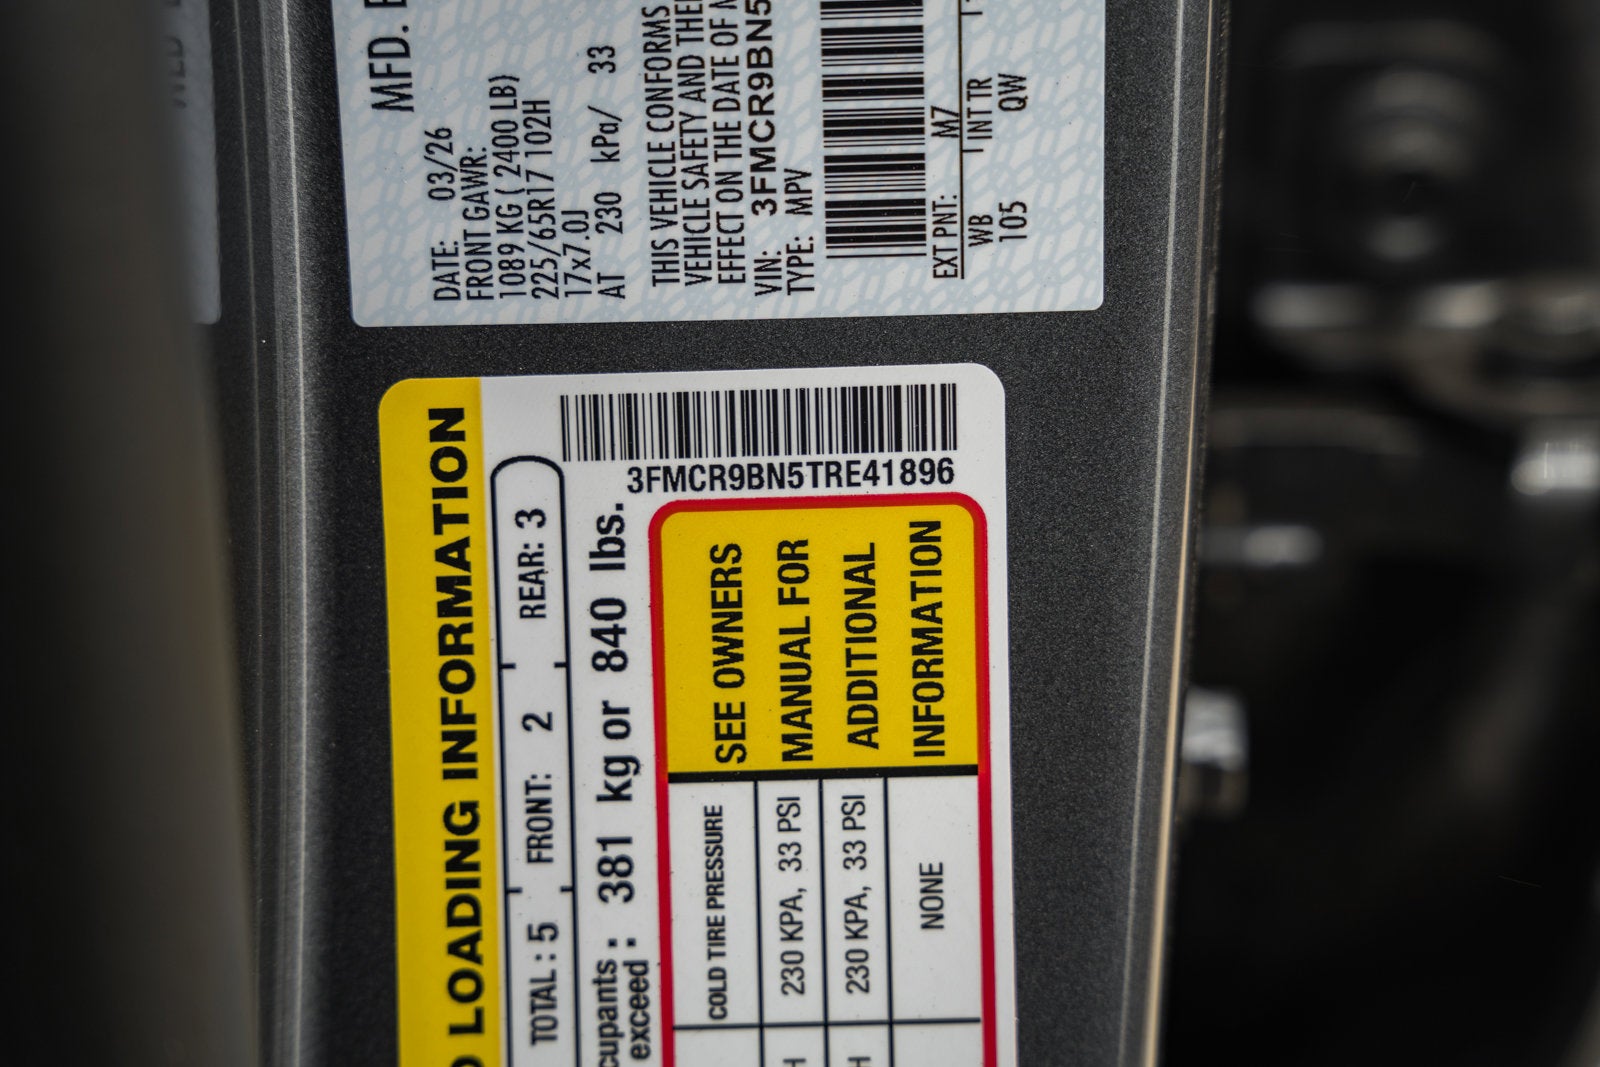 MFD. B
DATE: 03/26
FRONT GAWR:
1089 KG ( 2400 LB)
225/65R17 102H
17x7.0J
AT 230 kPa/ 33
THIS VEHICLE CONFORMS
VEHICLE SAFETY AND THE
EFFECT ON THE DATE OF
VIN: 3FMCR9BN5
TYPE: MPV
EXT PNT: M7
WB INT TR
105 QW
LOADING INFORMATION
TOTAL : 5 FRONT: 2 REAR: 3
cupants :
exceed : 381 kg or 840 lbs.
3FMCR9BN5TRE41896
COLD TIRE PRESSURE
230 KPA, 33 PSI
230 KPA, 33 PSI
NONE
SEE OWNERS
MANUAL FOR
ADDITIONAL
INFORMATION